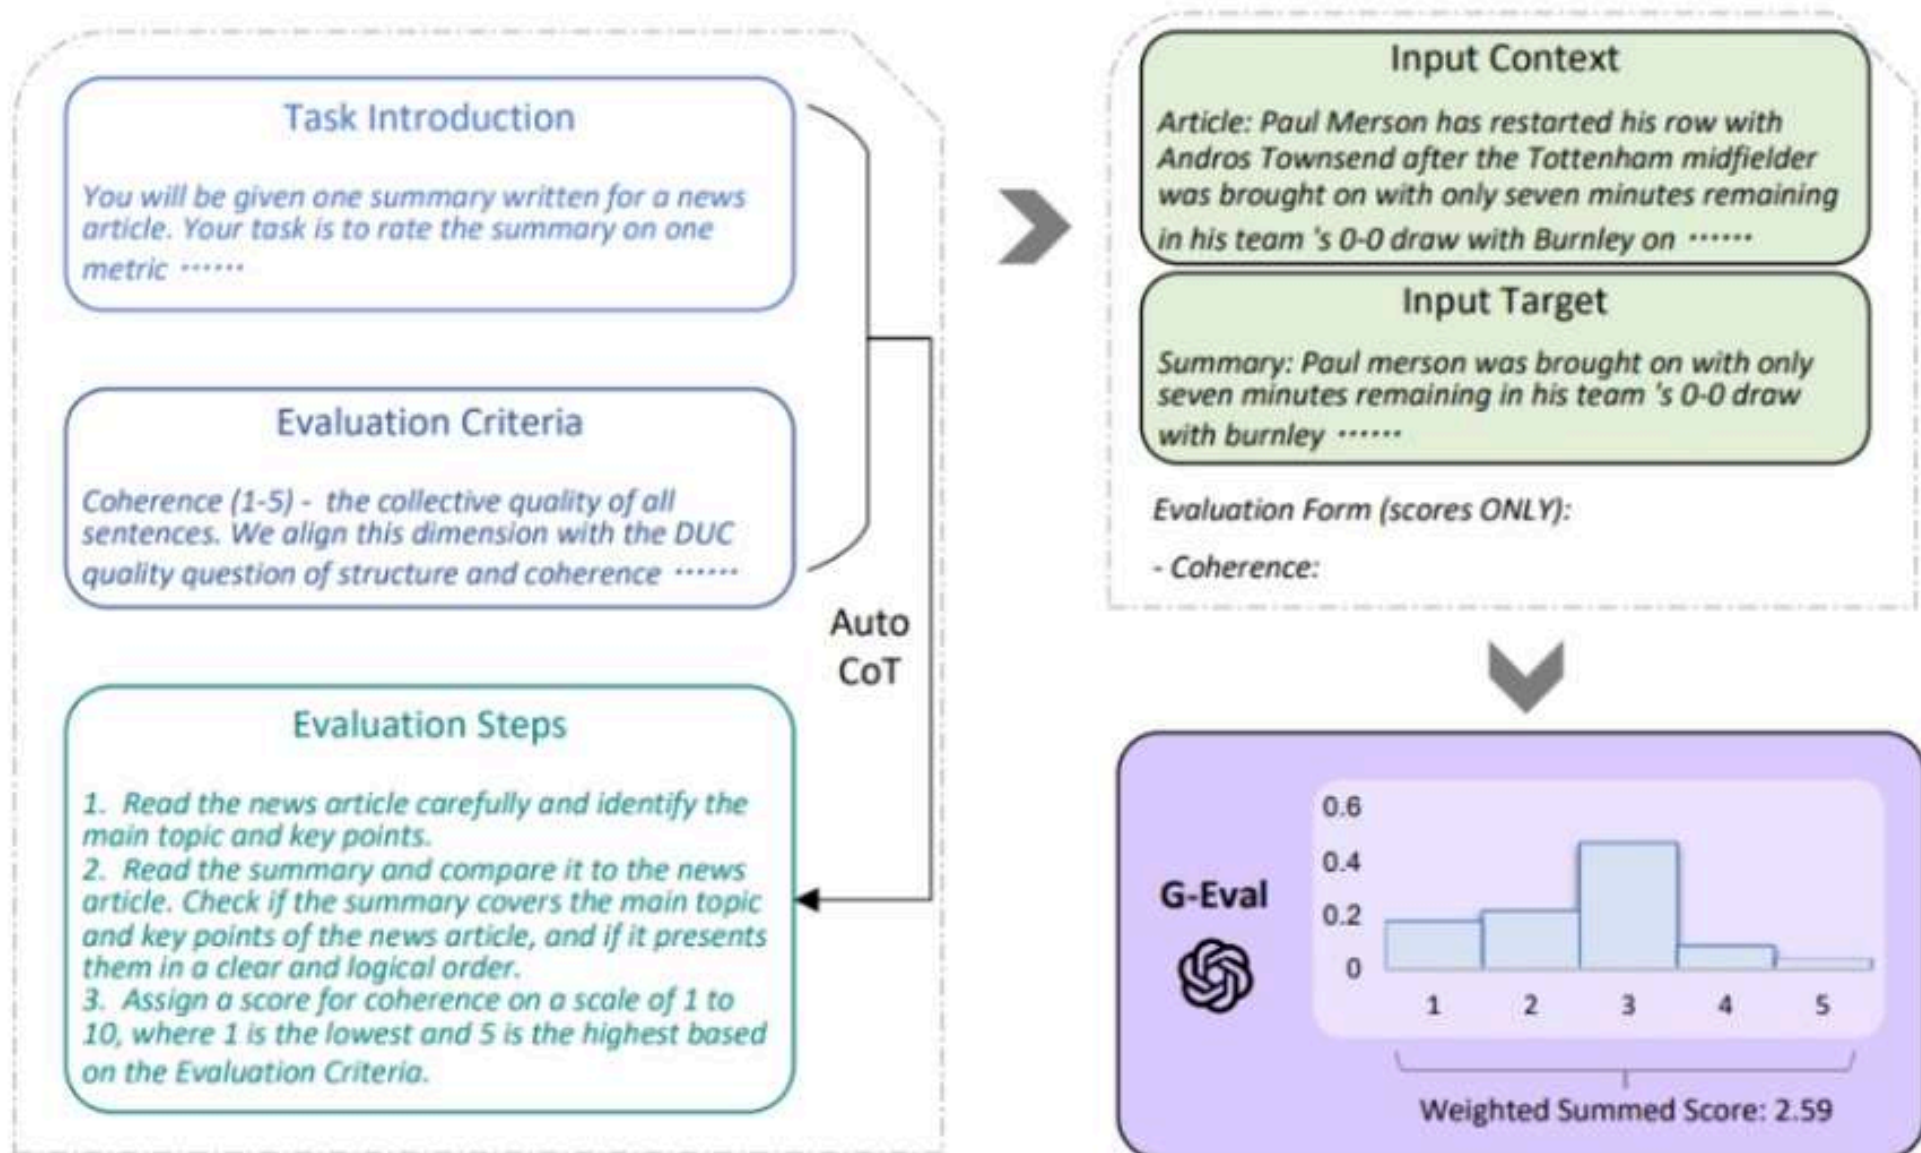 Task Introduction
You will be given one summary written for a news
article. Your task is to rate the summary on one
metric ······
Evaluation Criteria
Coherence (1-5) - the collective quality of all
sentences. We align this dimension with the DUC
quality question of structure and coherence ······
Auto
CoT
Evaluation Steps
1. Read the news article carefully and identify the
main topic and key points.
2. Read the summary and compare it to the news
article. Check if the summary covers the main topic
and key points of the news article, and if it presents
them in a clear and logical order.
3. Assign a score for coherence on a scale of 1 to
10, where 1 is the lowest and 5 is the highest based
on the Evaluation Criteria.
Input Context
Article: Paul Merson has restarted his row with
Andros Townsend after the Tottenham midfielder
was brought on with only seven minutes remaining
in his team 's 0-0 draw with Burnley on ······
Input Target
Summary: Paul merson was brought on with only
seven minutes remaining in his team 's 0-0 draw
with burnley ······
Evaluation Form (scores ONLY):
- Coherence:
G-Eval
0.6
0.4
0.2
0
1 2 3 4 5
Weighted Summed Score: 2.59